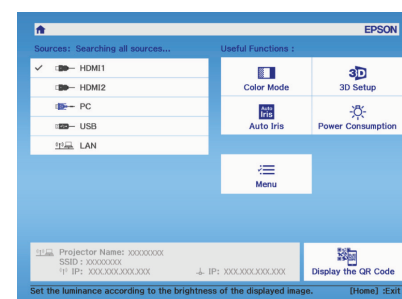 EPSON
Sources: Searching all sources...
Useful Functions :
HDMI1
HDMI2
PC
USB
LAN
Color Mode
3D
3D Setup
Auto
Iris
Auto Iris
Power Consumption
Menu
Projector Name: XXXXXXXX
SSID : XXXXXXXX
IP: XXX.XXX.XXX.XXX
IP: XXX.XXX.XXX.XXX
Display the QR Code
Set the luminance according to the brightness of the displayed image.
[Home] :Exit